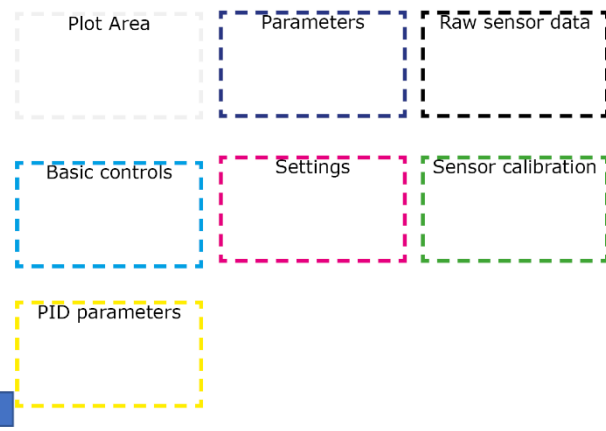 Plot Area
Parameters
Raw sensor data
Basic controls
Settings
Sensor calibration
PID parameters